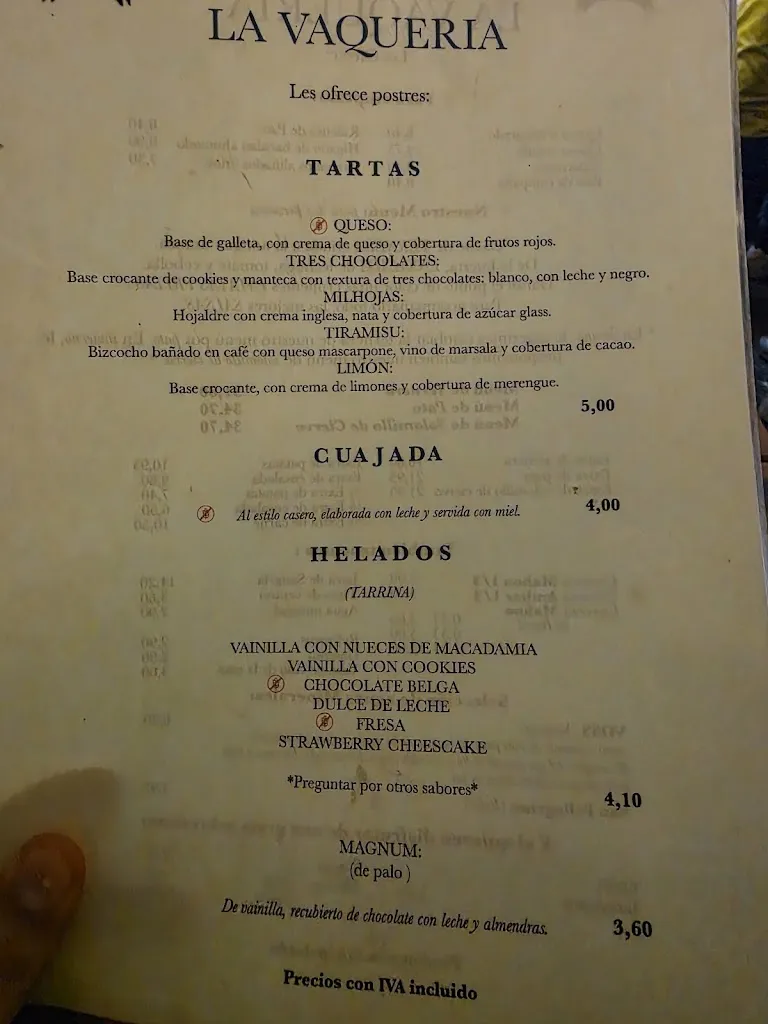 LA VAQUERIA
Les ofrece postres:
TARTAS
QUESO:
Base de galleta, con crema de queso y cobertura de frutos rojos.
TRES CHOCOLATES:
Base crocante de cookies y manteca con textura de tres chocolates: blanco, con leche y negro.
MILHOJAS:
Hojaldre con crema inglesa, nata y cobertura de azúcar glass.
TIRAMISU:
Bizcocho bañado en café con queso mascarpone, vino de marsala y cobertura de cacao.
LIMÓN:
Base crocante, con crema de limones y cobertura de merengue.
5,00
CUAJADA
Al estilo casero, elaborada con leche y servida con miel.
4,00
HELADOS
(TARRINA)
VAINILLA CON NUECES DE MACADAMIA
VAINILLA CON COOKIES
CHOCOLATE BELGA
DULCE DE LECHE
FRESA
STRAWBERRY CHEESCAKE
*Preguntar por otros sabores*
4,10
MAGNUM:
(de palo )
De vainilla, recubierto de chocolate con leche y almendras.
3,60
Precios con IVA incluido